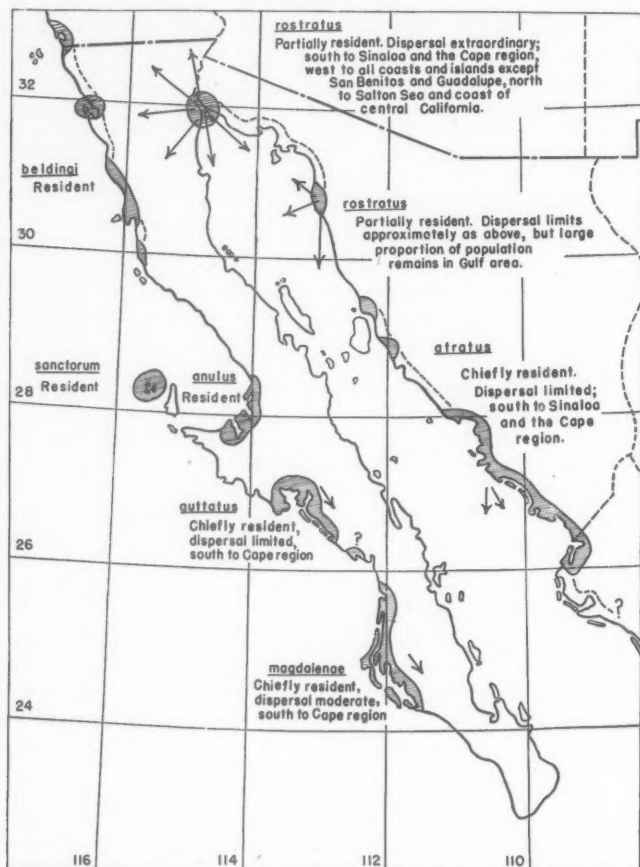 rostratus
Partially resident. Dispersal extraordinary;
south to Sinaloa and the Cape region,
west to all coasts and islands except
San Benitos and Guadalupe, north
to Salton Sea and coast of
central California.
32
beldingi
Resident
rostratus
Partially resident. Dispersal limits
approximately as above, but large
proportion of population
remains in Gulf area.
30
sanctorum
Resident
anulus
Resident
atratus
Chiefly resident.
Dispersal limited;
south to Sinaloa
and the Cape
region.
28
guttatus
Chiefly resident,
dispersal limited,
south to Cape region
?
26
?
magdalenae
Chiefly resident,
dispersal moderate,
south to Cape region
24
116
114
112
110